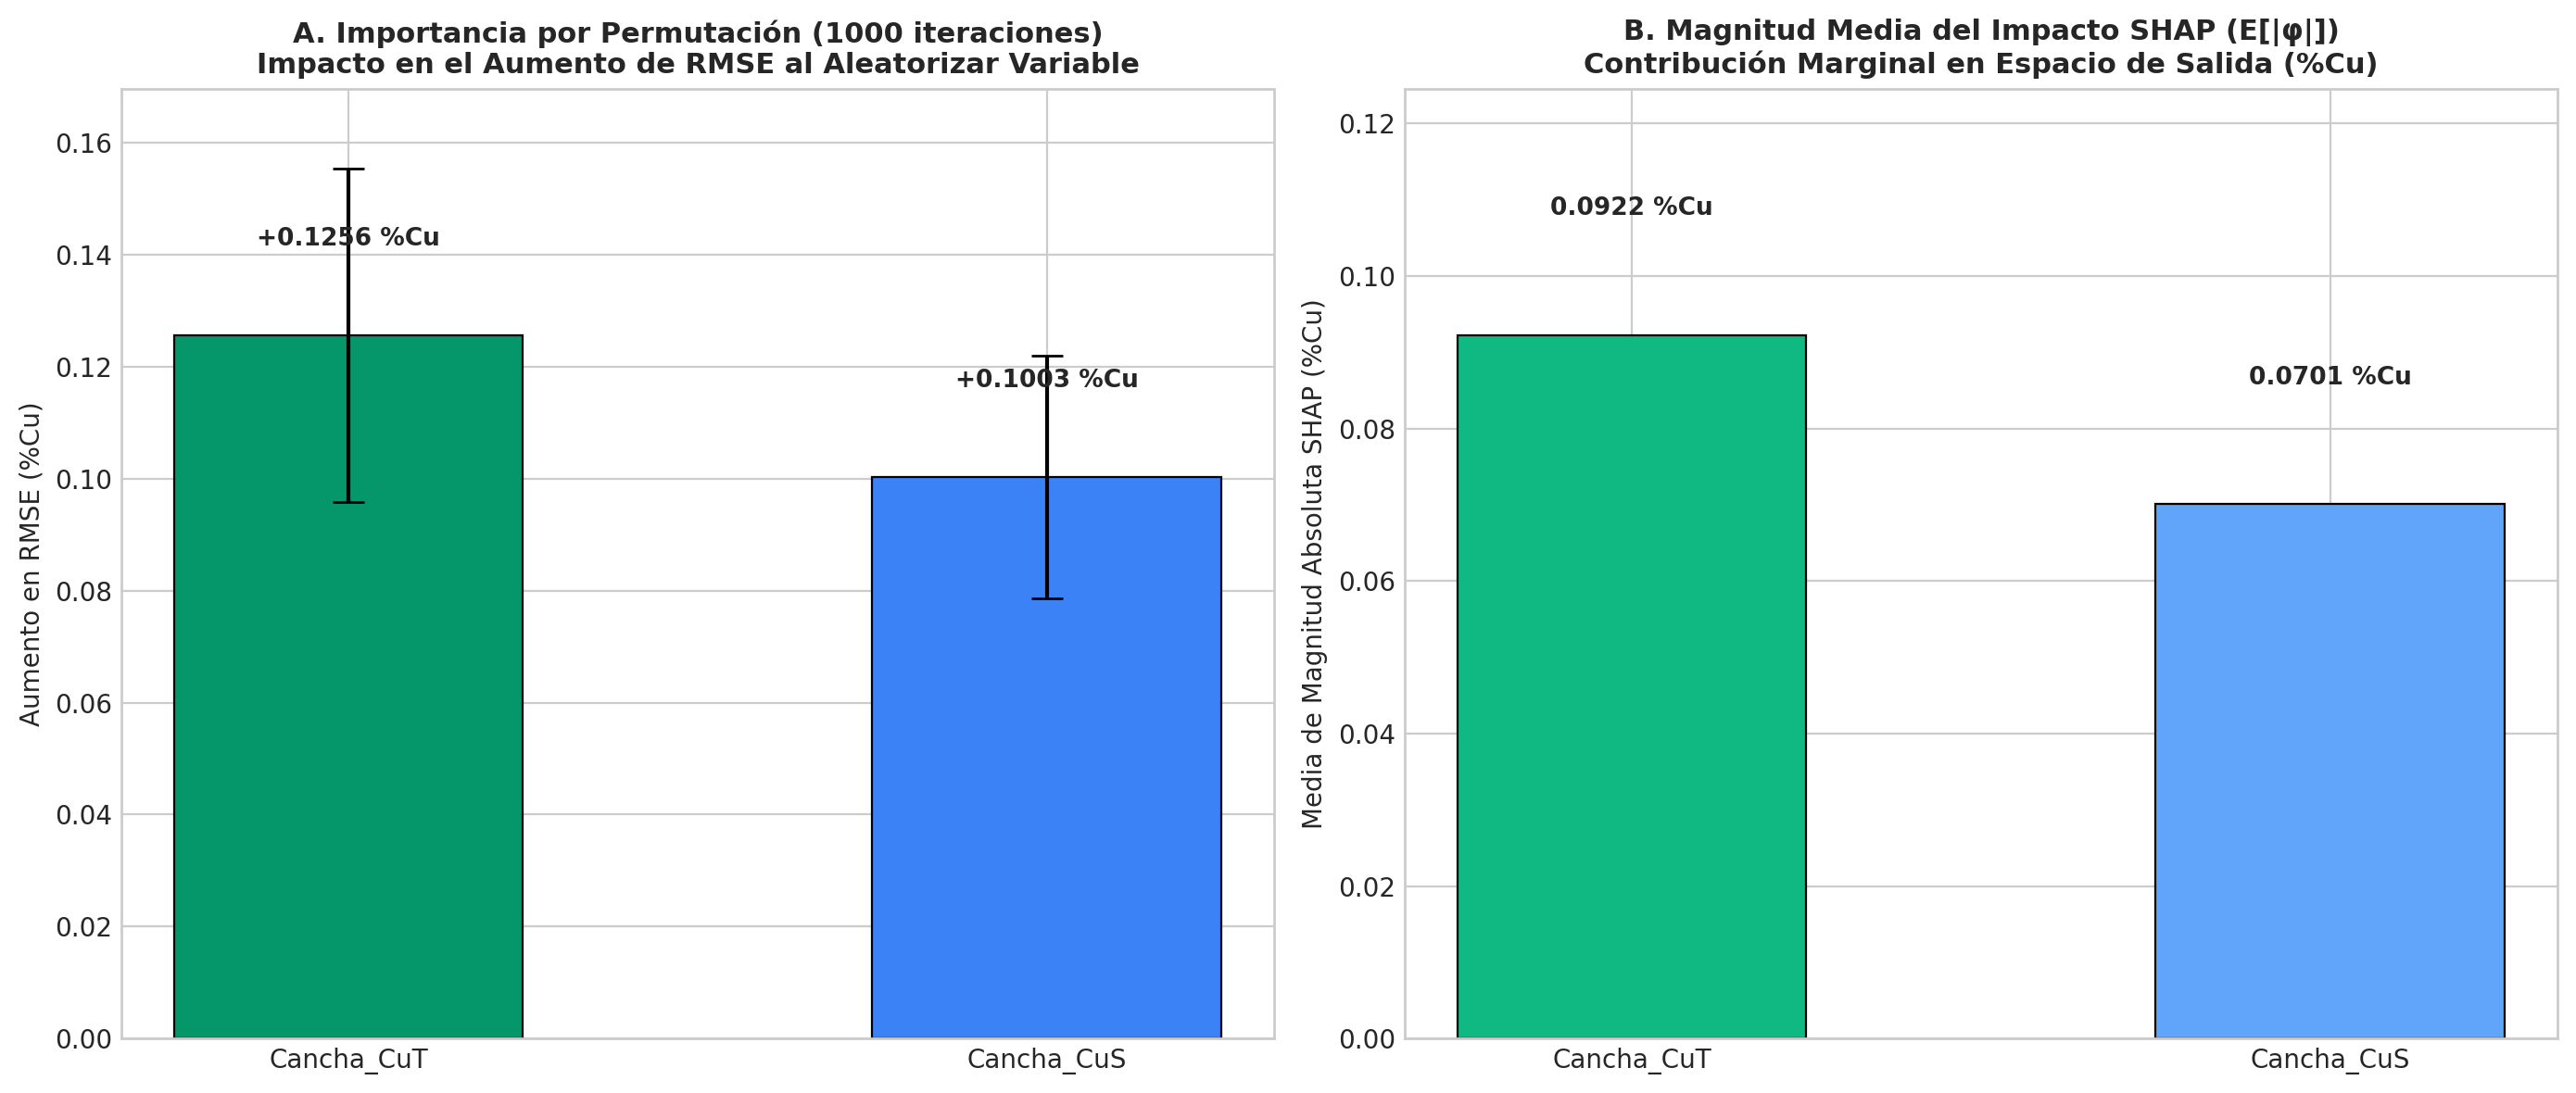 A. Importancia por Permutación (1000 iteraciones)
Impacto en el Aumento de RMSE al Aleatorizar Variable
Aumento en RMSE (%Cu)
0.16
0.14
0.12
0.10
0.08
0.06
0.04
0.02
0.00
+0.1256 %Cu
+0.1003 %Cu
Cancha_CuT
Cancha_CuS
B. Magnitud Media del Impacto SHAP (E[|φ|])
Contribución Marginal en Espacio de Salida (%Cu)
Media de Magnitud Absoluta SHAP (%Cu)
0.12
0.10
0.08
0.06
0.04
0.02
0.00
0.0922 %Cu
0.0701 %Cu
Cancha_CuT
Cancha_CuS